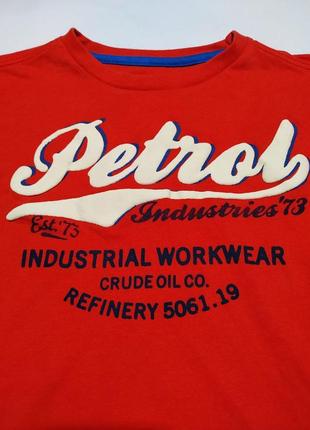 Petrol
Est.'73 Industries'73
INDUSTRIAL WORKWEAR
CRUDE OIL CO.
REFINERY 5061.19